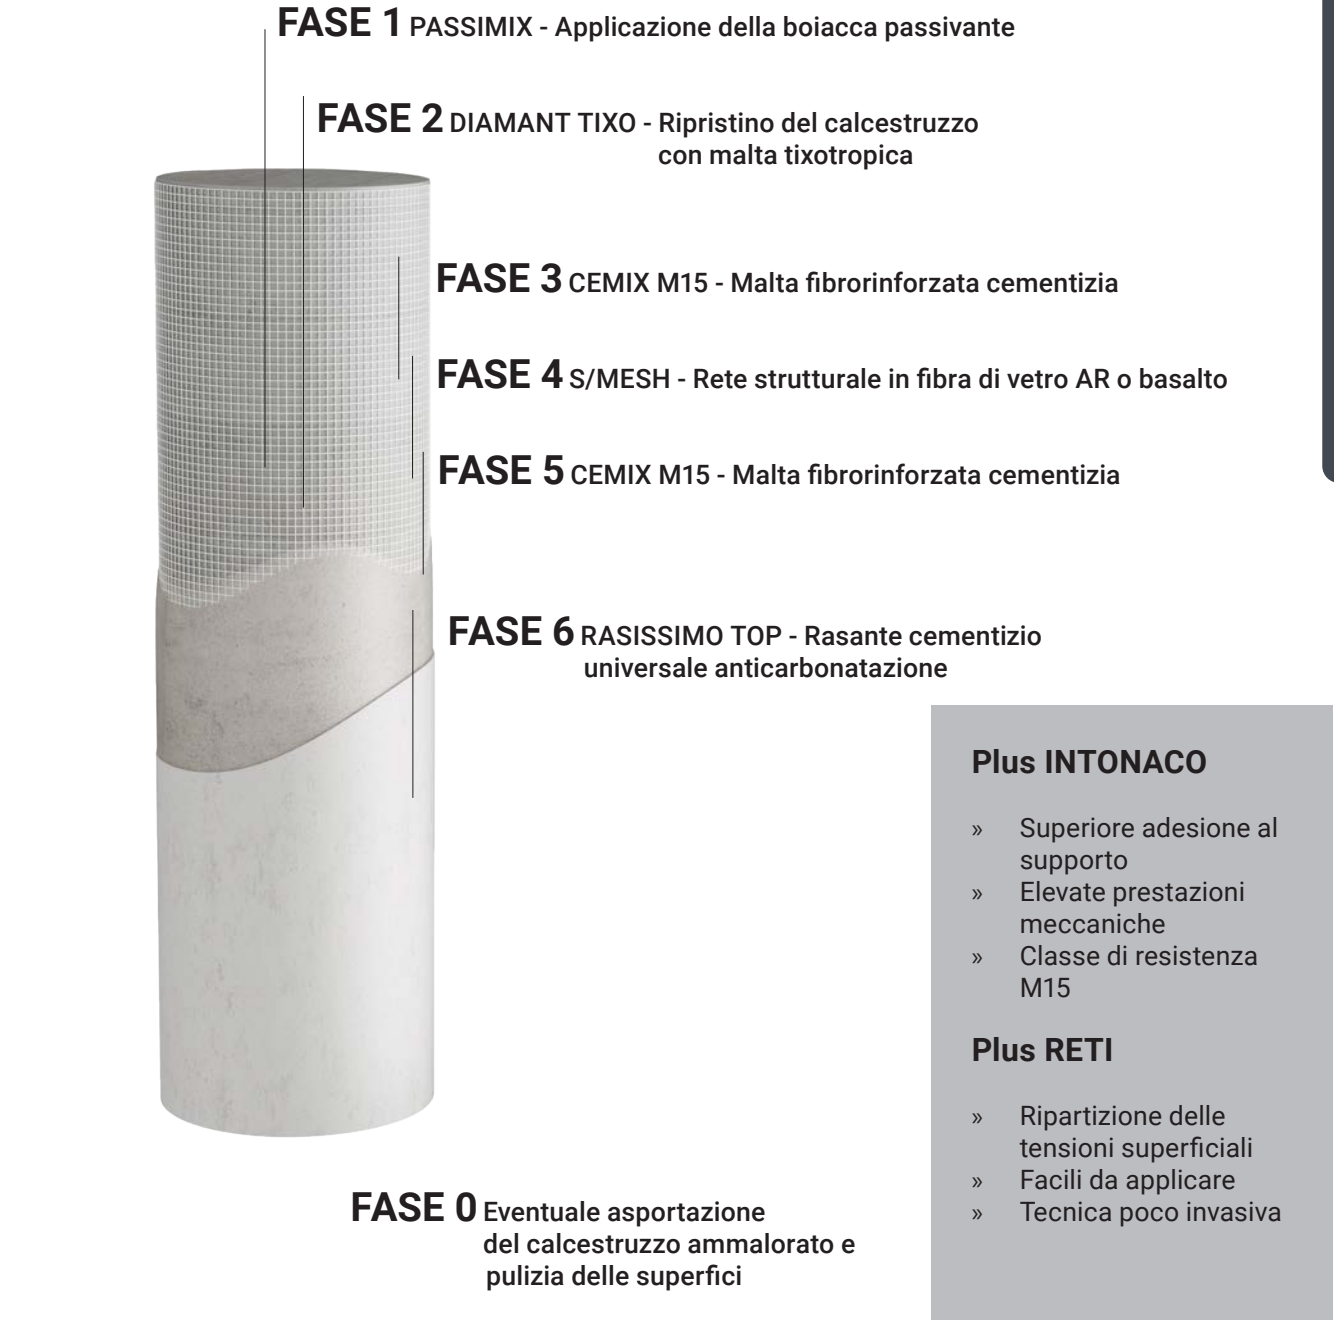 FASE 1 PASSIMIX - Applicazione della boiacca passivante
FASE 2 DIAMANT TIXO - Ripristino del calcestruzzo
con malta tixotropica
FASE 3 CEMIX M15 - Malta fibrorinforzata cementizia
FASE 4 S/MESH - Rete strutturale in fibra di vetro AR o basalto
FASE 5 CEMIX M15 - Malta fibrorinforzata cementizia
FASE 6 RASISSIMO TOP - Rasante cementizio
universale anticarbonatazione
Plus INTONACO
» Superiore adesione al
supporto
» Elevate prestazioni
meccaniche
» Classe di resistenza
M15
Plus RETI
» Ripartizione delle
tensioni superficiali
» Facili da applicare
» Tecnica poco invasiva
FASE 0 Eventuale asportazione
del calcestruzzo ammalorato e
pulizia delle superfici